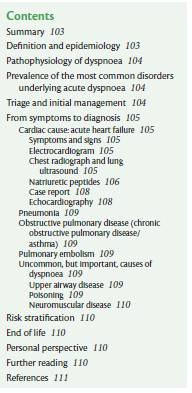 Contents
Summary 103
Definition and epidemiology 103
Pathophysiology of dyspnoea 104
Prevalence of the most common disorders
underlying acute dyspnoea 104
Triage and initial management 104
From symptoms to diagnosis 105
Cardiac cause: acute heart failure 105
Symptoms and signs 105
Electrocardiogram 105
Chest radiograph and lung
ultrasound 105
Natriuretic peptides 106
Case report 108
Echocardiography 108
Pneumonia 109
Obstructive pulmonary disease (chronic
obstructive pulmonary disease/
asthma) 109
Pulmonary embolism 109
Uncommon, but important, causes of
dyspnoea 109
Upper airway disease 109
Poisoning 109
Neuromuscular disease 110
Risk stratification 110
End of life 110
Personal perspective 110
Further reading 110
References 111